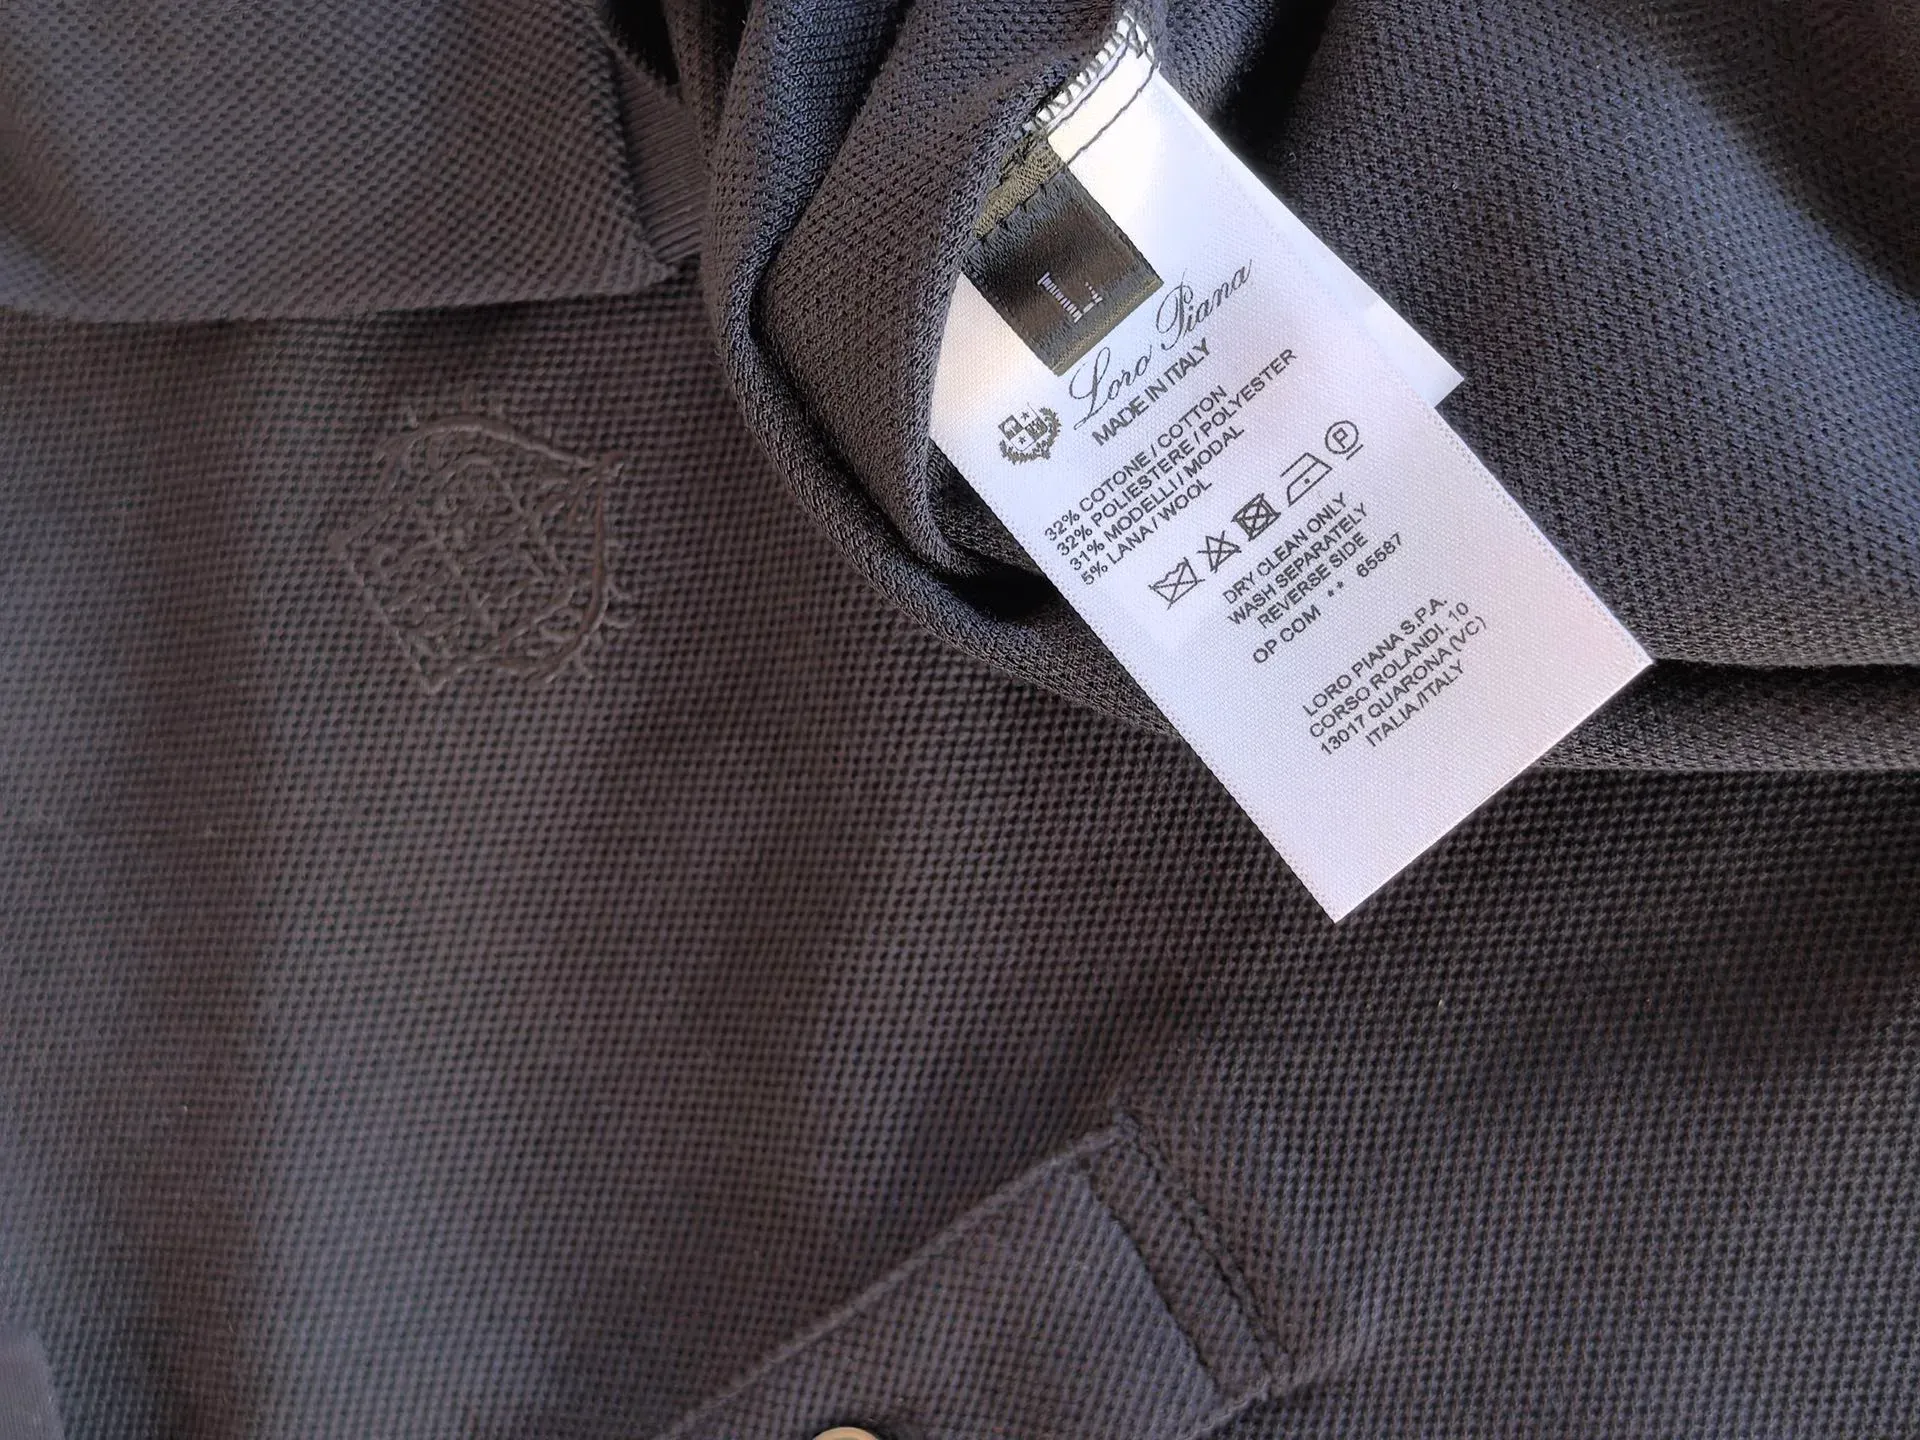 L
Loro Piana
MADE IN ITALY
32% COTONE / COTTON
32% POLIESTERE / POLYESTER
31% MODELLI / MODAL
5% LANA / WOOL
P
DRY CLEAN ONLY
WASH SEPARATELY
REVERSE SIDE
OP COM ** 65587
LORO PIANA S.P.A.
CORSO ROLANDI, 10
13017 QUARONA (VC)
ITALIA /ITALY